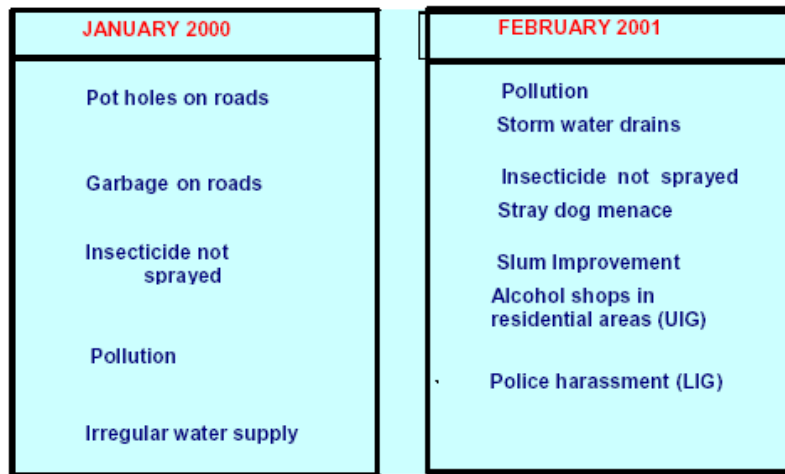 JANUARY 2000
Pot holes on roads
Garbage on roads
Insecticide not
sprayed
Pollution
Irregular water supply
FEBRUARY 2001
Pollution
Storm water drains
Insecticide not sprayed
Stray dog menace
Slum Improvement
Alcohol shops in
residential areas (UIG)
Police harassment (LIG)